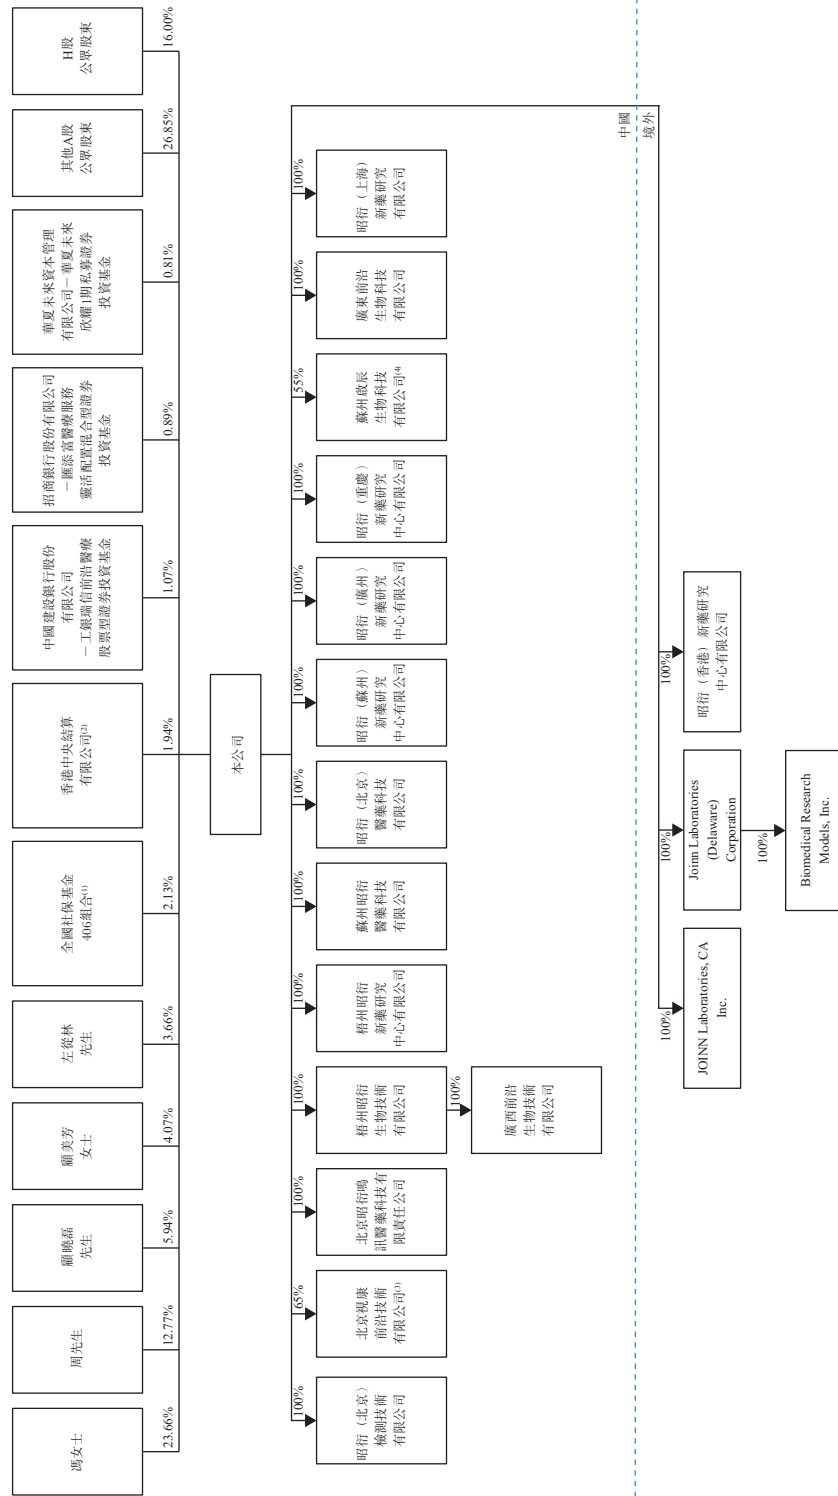 馮女士
23.66%
周先生
12.77%
顧曉磊
先生
5.94%
顧美芳
女士
4.07%
左從林
先生
3.66%
全國社保基金
406組合⁽¹⁾
2.13%
香港中央結算
有限公司⁽²⁾
1.94%
中國建設銀行股份
有限公司
－工銀瑞信前沿醫療
股票型證券投資基金
1.07%
招商銀行股份有限公司
－匯添富醫療服務
靈活配置混合型證券
投資基金
0.89%
華夏未來資本管理
有限公司－華夏未來
欣耀1期私募證券
投資基金
0.81%
其他A股
公眾股東
26.85%
H股
公眾股東
16.00%
本公司
100%
昭衍（北京）
檢測技術
有限公司
65%
北京視康
前沿技術
有限公司⁽³⁾
100%
北京昭衍鳴
訊醫藥科技有
限責任公司
100%
梧州昭衍
生物技術
有限公司
100%
廣西前沿
生物技術
有限公司
100%
梧州昭衍
新藥研究
中心有限公司
100%
蘇州昭衍
醫藥科技
有限公司
100%
昭衍（北京）
醫藥科技
有限公司
100%
昭衍（蘇州）
新藥研究
中心有限公司
100%
昭衍（廣州）
新藥研究
中心有限公司
100%
昭衍（重慶）
新藥研究
中心有限公司
55%
蘇州啟辰
生物科技
有限公司⁽⁴⁾
100%
廣東前沿
生物科技
有限公司
100%
昭衍（上海）
新藥研究
有限公司
中國
境外
100%
JOINN Laboratories, CA
Inc.
100%
Joinn Laboratories
(Delaware)
Corporation
100%
Biomedical Research
Models, Inc.
100%
昭衍（香港）新藥研究
中心有限公司